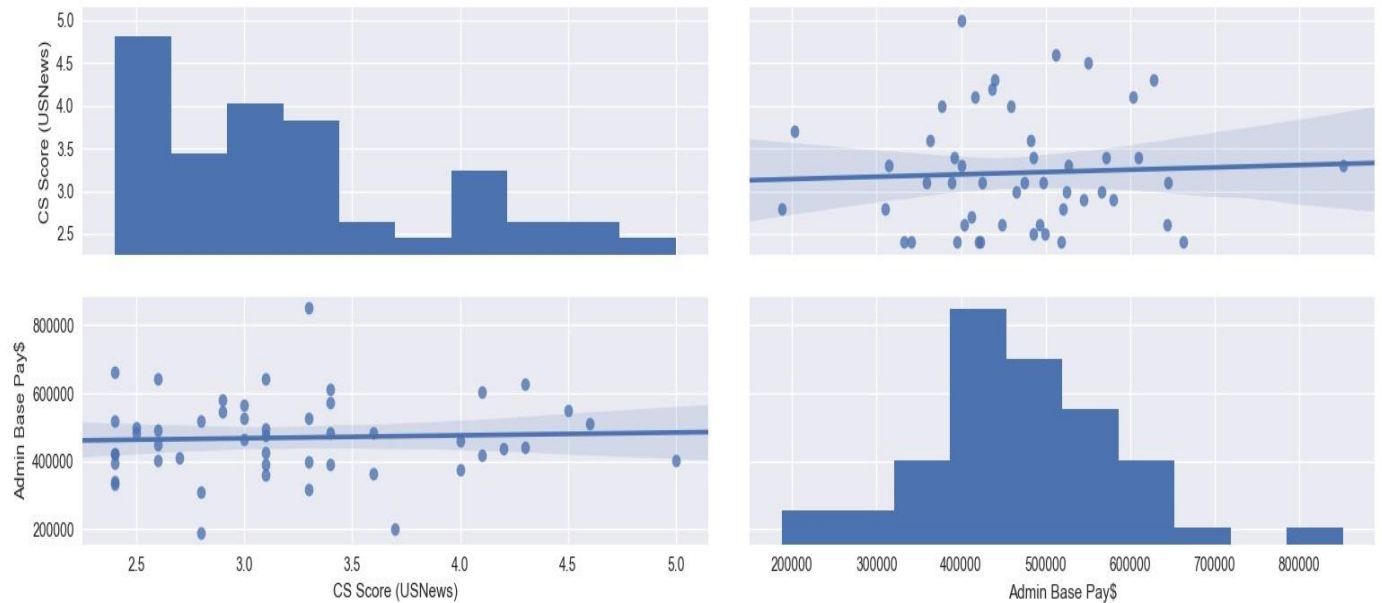 CS Score (USNews)
5.0
4.5
4.0
3.5
3.0
2.5
Admin Base Pay$
800000
600000
400000
200000
2.5 3.0 3.5 4.0 4.5 5.0
CS Score (USNews)
200000 300000 400000 500000 600000 700000 800000
Admin Base Pay$